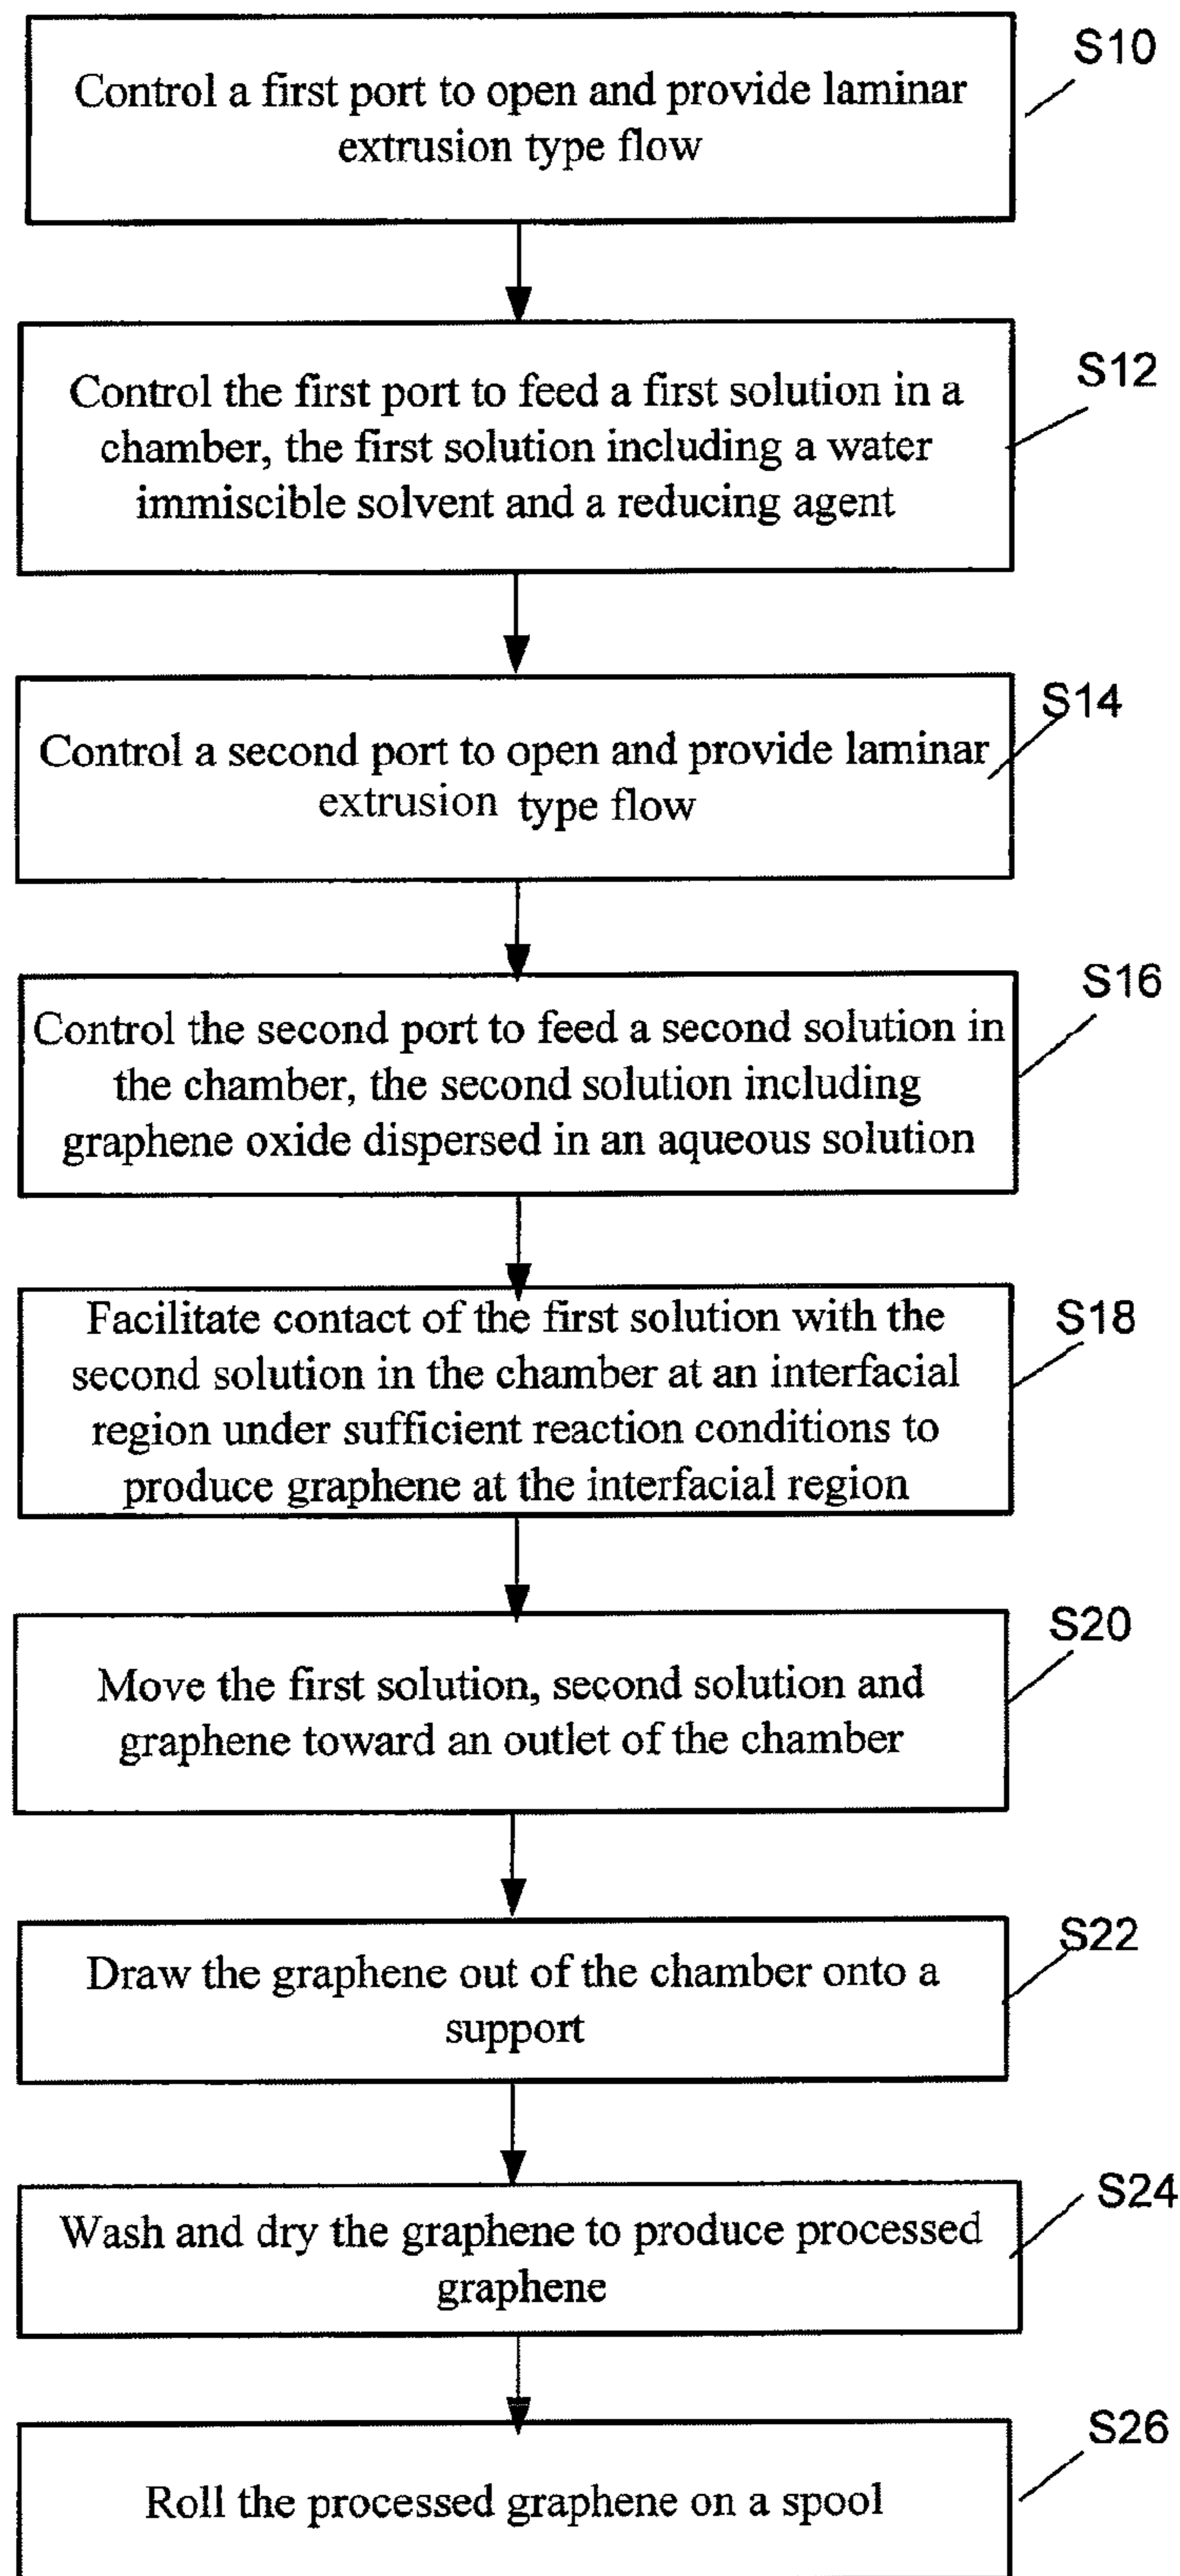 S10
Control a first port to open and provide laminar
extrusion type flow
S12
Control the first port to feed a first solution in a
chamber, the first solution including a water
immiscible solvent and a reducing agent
S14
Control a second port to open and provide laminar
extrusion type flow
S16
Control the second port to feed a second solution in
the chamber, the second solution including
graphene oxide dispersed in an aqueous solution
S18
Facilitate contact of the first solution with the
second solution in the chamber at an interfacial
region under sufficient reaction conditions to
produce graphene at the interfacial region
S20
Move the first solution, second solution and
graphene toward an outlet of the chamber
S22
Draw the graphene out of the chamber onto a
support
S24
Wash and dry the graphene to produce processed
graphene
S26
Roll the processed graphene on a spool